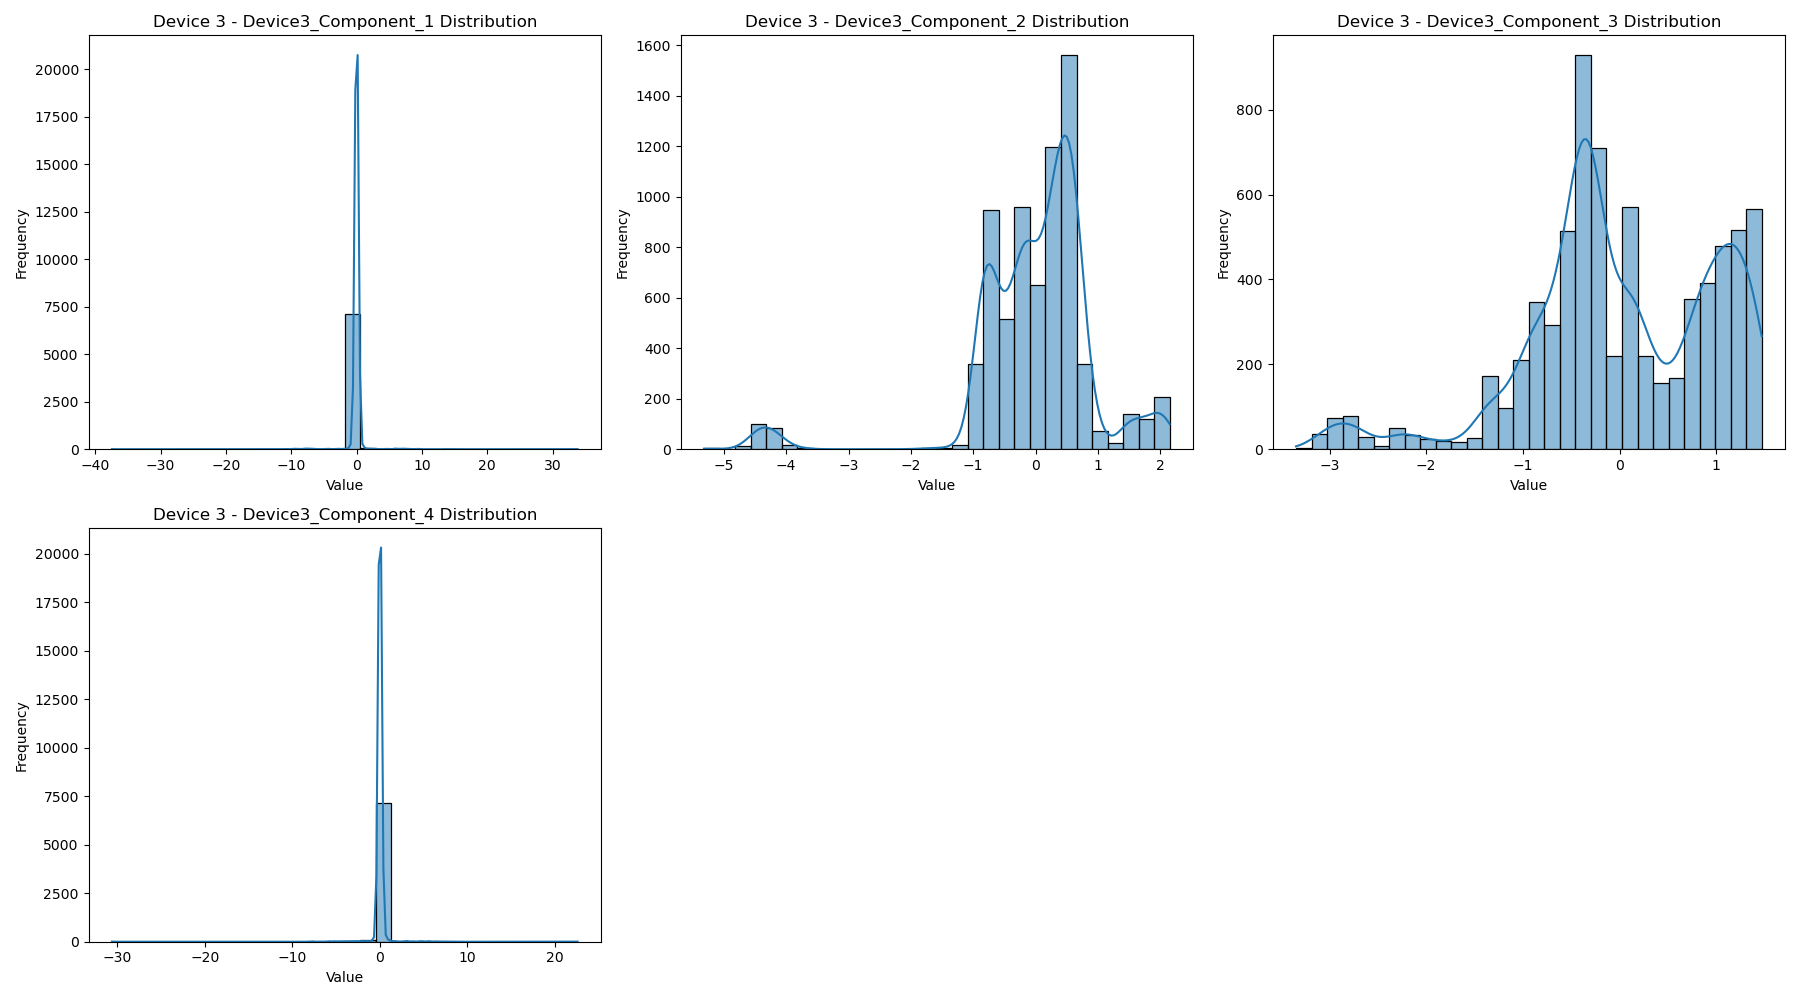 Device 3 - Device3_Component_1 Distribution
Frequency
20000
17500
15000
12500
10000
7500
5000
2500
0
−40 −30 −20 −10 0 10 20 30
Value
Device 3 - Device3_Component_2 Distribution
Frequency
1600
1400
1200
1000
800
600
400
200
0
−5 −4 −3 −2 −1 0 1 2
Value
Device 3 - Device3_Component_3 Distribution
Frequency
800
600
400
200
0
−3 −2 −1 0 1
Value
Device 3 - Device3_Component_4 Distribution
Frequency
20000
17500
15000
12500
10000
7500
5000
2500
0
−30 −20 −10 0 10 20
Value